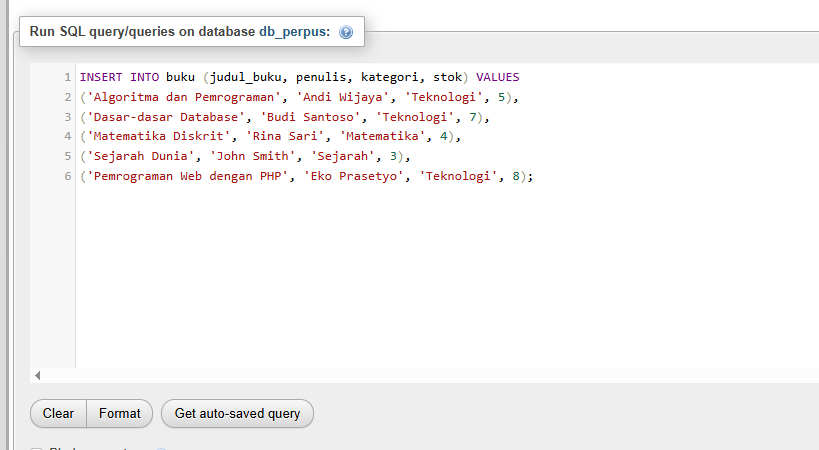 Run SQL query/queries on database db_perpus:
1 INSERT INTO buku (judul_buku, penulis, kategori, stok) VALUES
2 ('Algoritma dan Pemrograman', 'Andi Wijaya', 'Teknologi', 5),
3 ('Dasar-dasar Database', 'Budi Santoso', 'Teknologi', 7),
4 ('Matematika Diskrit', 'Rina Sari', 'Matematika', 4),
5 ('Sejarah Dunia', 'John Smith', 'Sejarah', 3),
6 ('Pemrograman Web dengan PHP', 'Eko Prasetyo', 'Teknologi', 8);
Clear Format Get auto-saved query